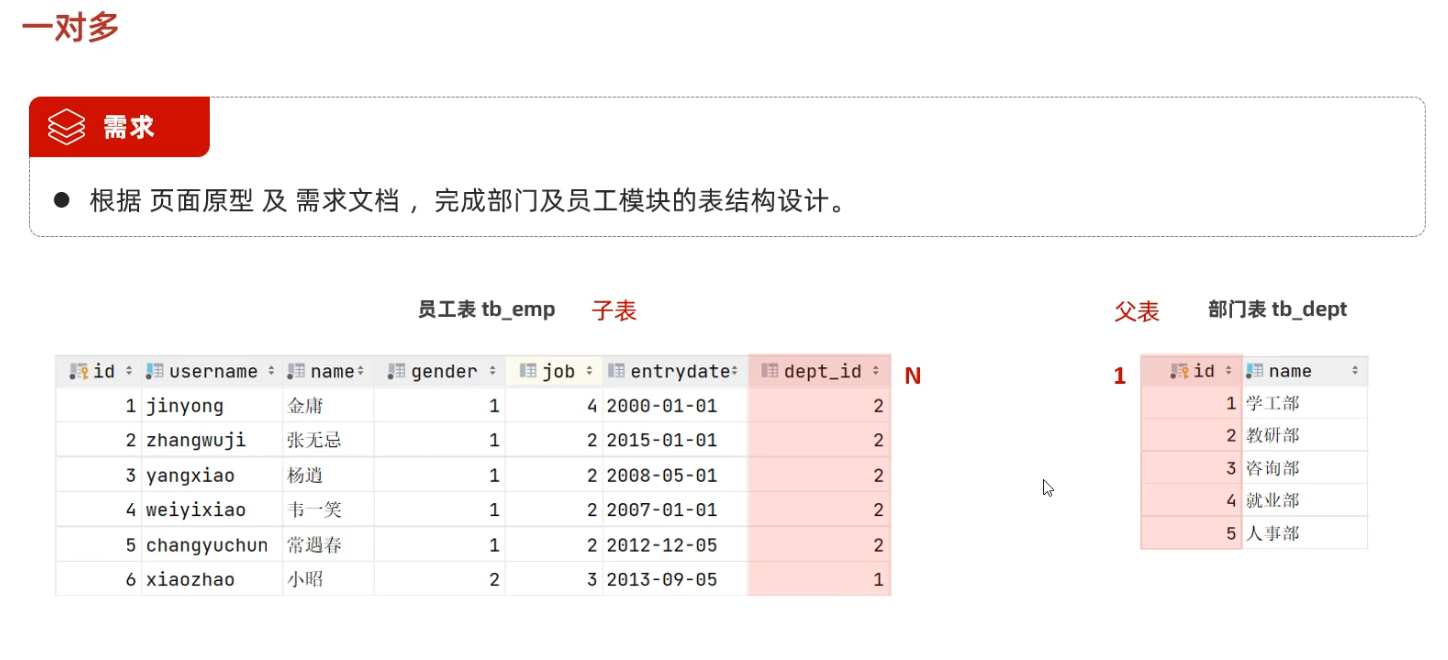 一对多
需求
● 根据 页面原型 及 需求文档 ，完成部门及员工模块的表结构设计。
员工表 tb_emp 子表
父表 部门表 tb_dept
id username name gender job entrydate dept_id N
1 jinyong 金庸 1 4 2000-01-01 2
2 zhangwuji 张无忌 1 2 2015-01-01 2
3 yangxiao 杨逍 1 2 2008-05-01 2
4 weiyixiao 韦一笑 1 2 2007-01-01 2
5 changyuchun 常遇春 1 2 2012-12-05 2
6 xiaozhao 小昭 2 3 2013-09-05 1
1 id name
1 学工部
2 教研部
3 咨询部
4 就业部
5 人事部